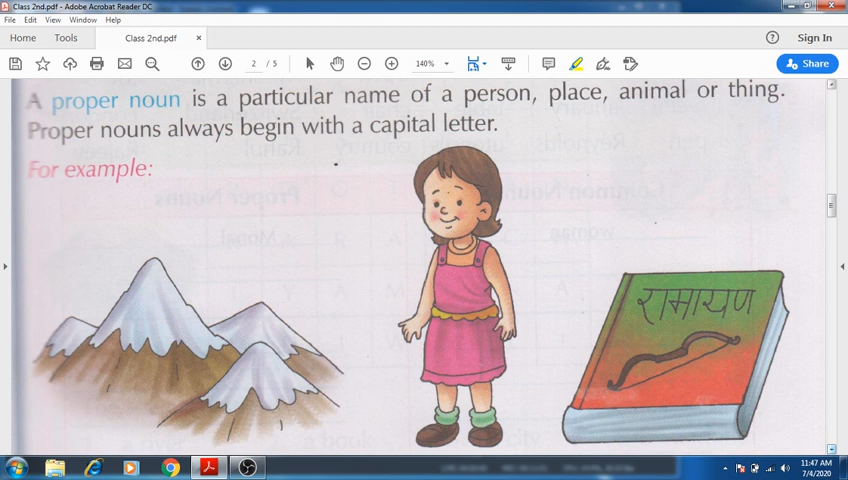 Class 2nd.pdf - Adobe Acrobat Reader DC
File Edit View Window Help
Home Tools Class 2nd.pdf × Sign In
2 / 5 140% Share
A proper noun is a particular name of a person, place, animal or thing.
Proper nouns always begin with a capital letter.
For example:
रामायण
11:47 AM
7/4/2020